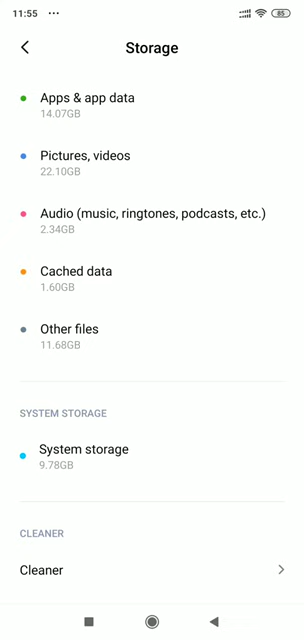 11:55 ... 85
Storage
Apps & app data
14.07GB
Pictures, videos
22.10GB
Audio (music, ringtones, podcasts, etc.)
2.34GB
Cached data
1.60GB
Other files
11.68GB
SYSTEM STORAGE
System storage
9.78GB
CLEANER
Cleaner